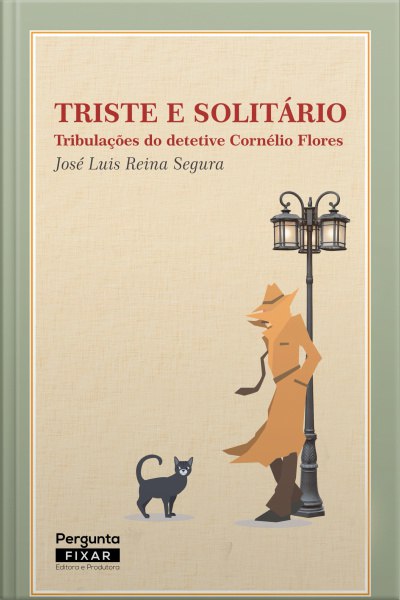 TRISTE E SOLITÁRIO
Tribulações do detetive Cornélio Flores
José Luis Reina Segura
Pergunta
FIXAR
Editora e Produtora